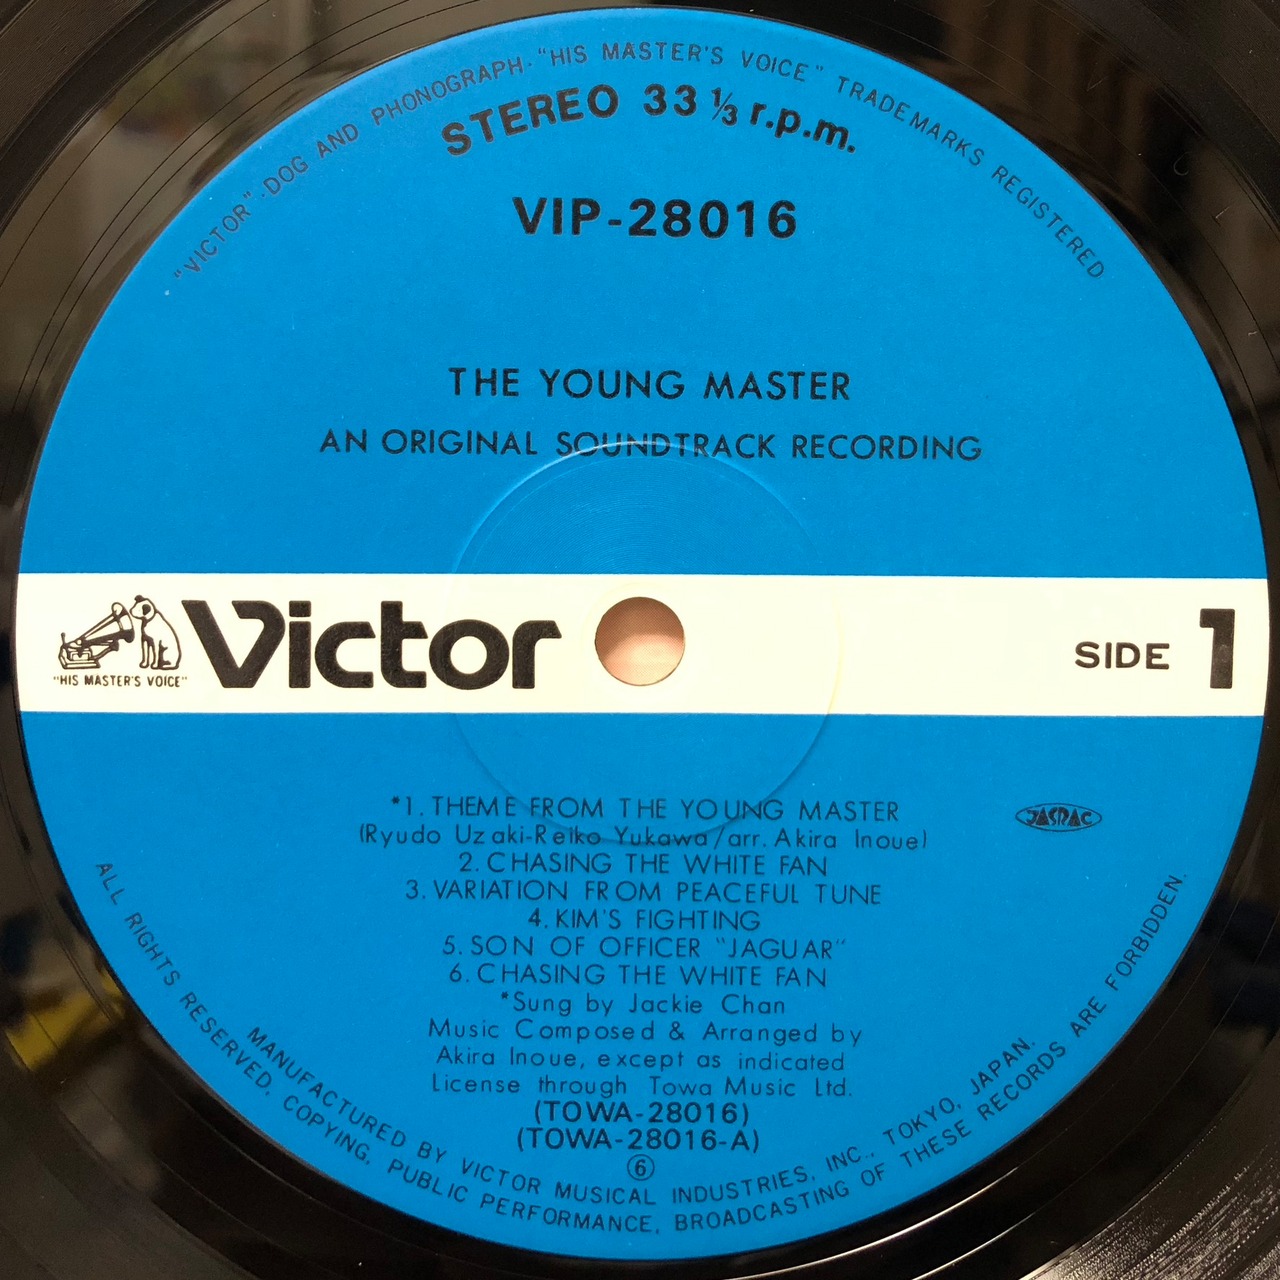 "VICTOR"·DOG AND PHONOGRAPH·"HIS MASTER'S VOICE" TRADEMARKS REGISTERED
STEREO 33 ⅓ r.p.m.
VIP-28016
THE YOUNG MASTER
AN ORIGINAL SOUNDTRACK RECORDING
"HIS MASTER'S VOICE"
Victor
SIDE 1
*1. THEME FROM THE YOUNG MASTER
(Ryudo Uzaki-Reiko Yukawa/arr. Akira Inoue)
JASRAC
2. CHASING THE WHITE FAN
3. VARIATION FROM PEACEFUL TUNE
4. KIM'S FIGHTING
5. SON OF OFFICER "JAGUAR"
6. CHASING THE WHITE FAN
*Sung by Jackie Chan
Music Composed & Arranged by
Akira Inoue, except as indicated
License through Towa Music Ltd.
(TOWA-28016)
(TOWA-28016-A)
⑥
MANUFACTURED BY VICTOR MUSICAL INDUSTRIES, INC., TOKYO, JAPAN.
ALL RIGHTS RESERVED. COPYING, PUBLIC PERFORMANCE, BROADCASTING OF THESE RECORDS ARE FORBIDDEN.